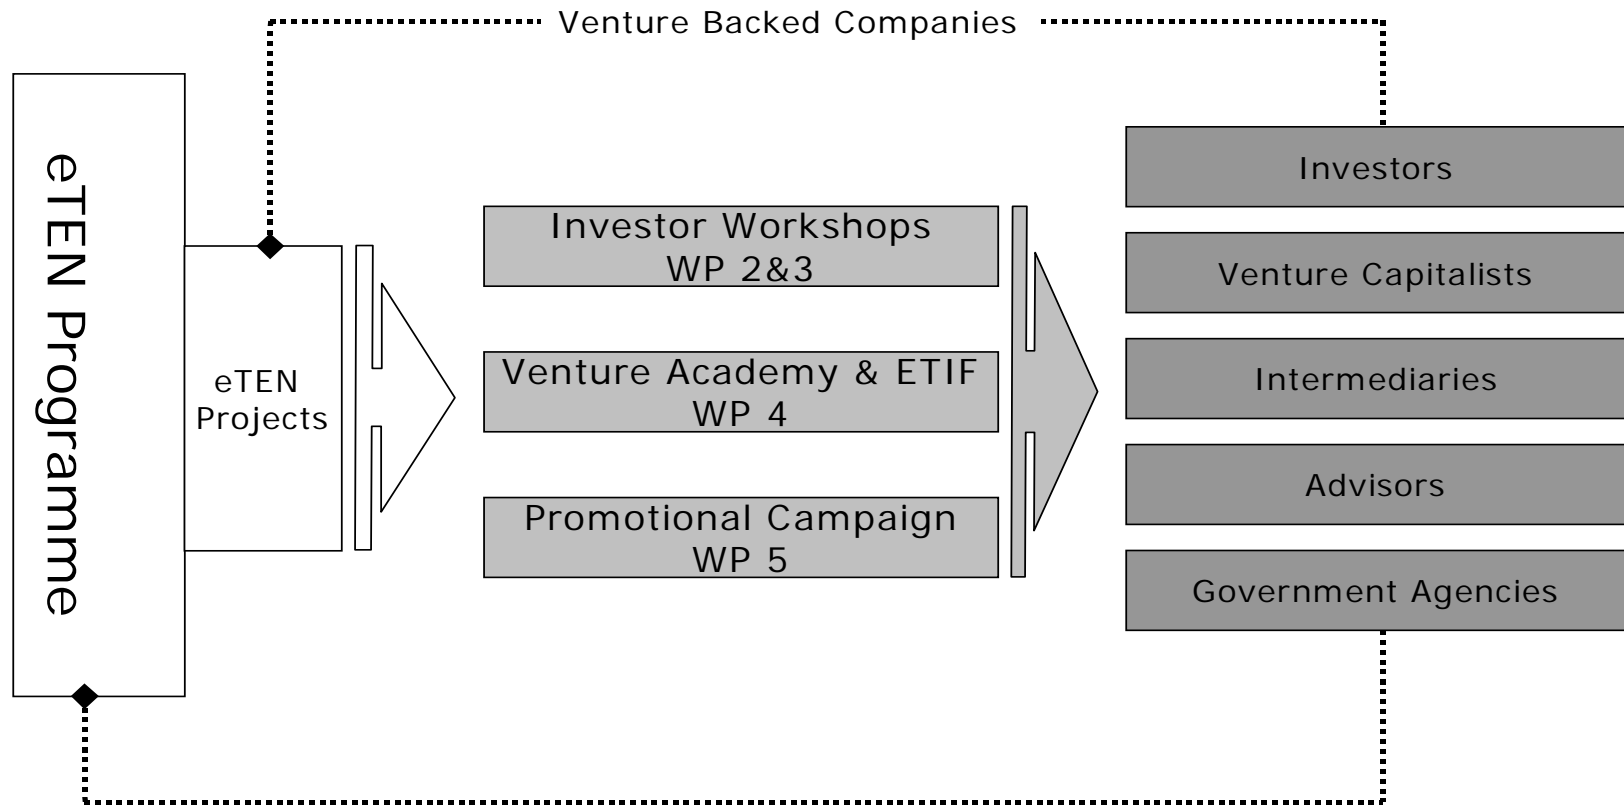 Venture Backed Companies
eTEN Programme
eTEN
Projects
Investor Workshops
WP 2&3
Venture Academy & ETIF
WP 4
Promotional Campaign
WP 5
Investors
Venture Capitalists
Intermediaries
Advisors
Government Agencies